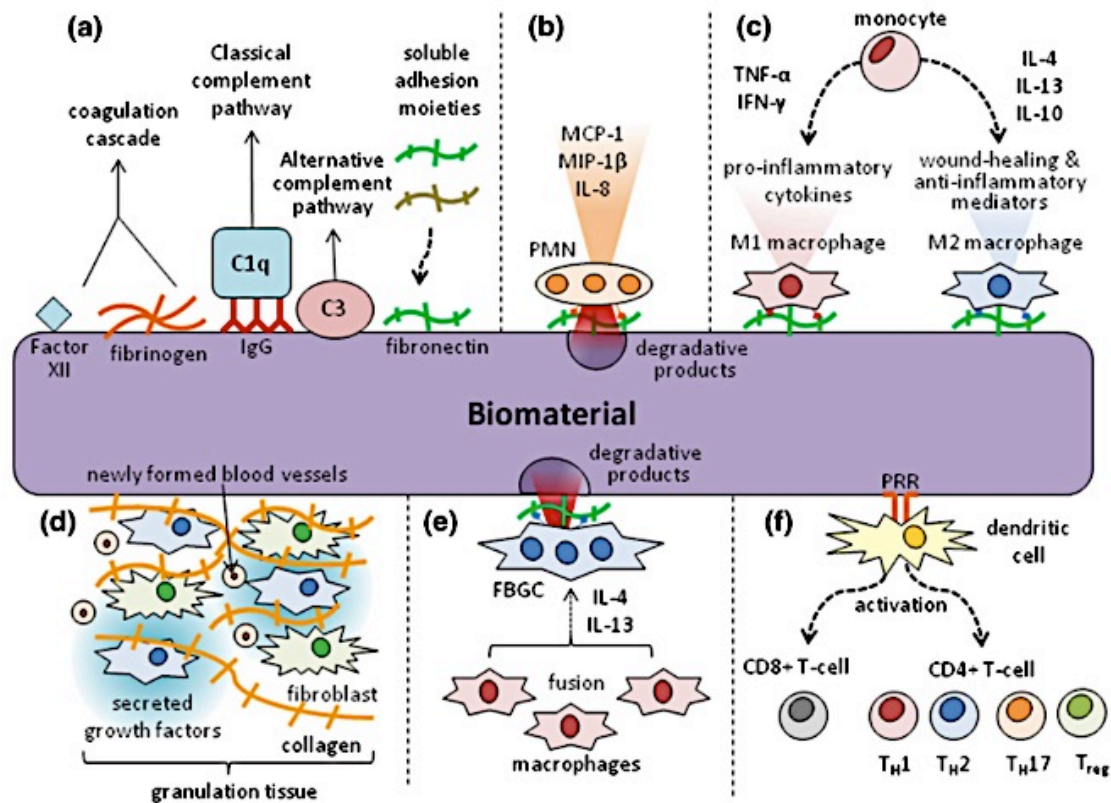 (a)
Classical
complement
pathway
coagulation
cascade
soluble
adhesion
moieties
Alternative
complement
pathway
C1q
C3
Factor
XII
fibrinogen
IgG
fibronectin
(b)
MCP-1
MIP-1β
IL-8
PMN
degradative
products
(c)
monocyte
TNF-α
IFN-γ
IL-4
IL-13
IL-10
pro-inflammatory
cytokines
wound-healing &
anti-inflammatory
mediators
M1 macrophage
M2 macrophage
Biomaterial
newly formed blood vessels
(d)
secreted
growth factors
fibroblast
collagen
granulation tissue
degradative
products
(e)
FBGC
IL-4
IL-13
fusion
macrophages
PRR
(f)
dendritic
cell
activation
CD8+ T-cell
CD4+ T-cell
TH1
TH2
TH17
Treg